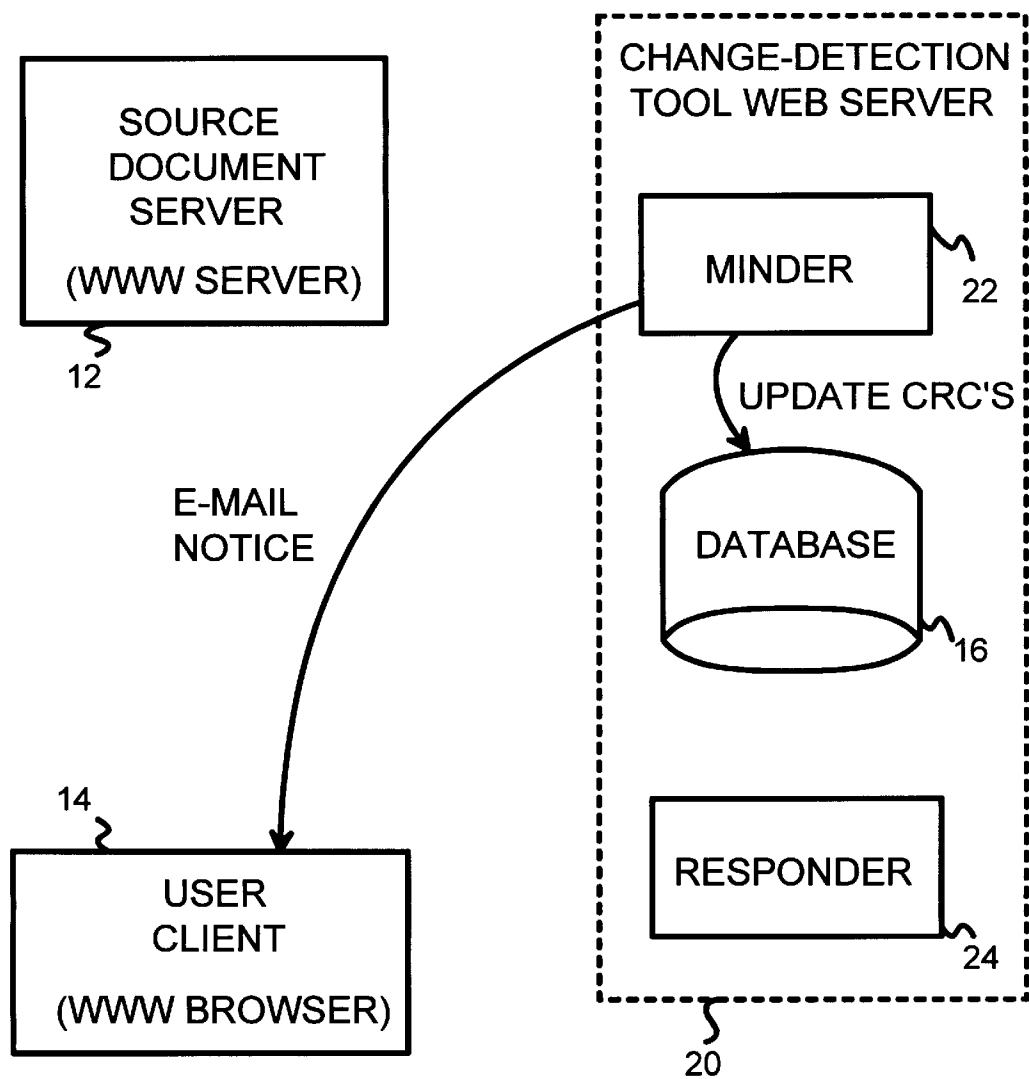 SOURCE
DOCUMENT
SERVER
(WWW SERVER)
12
CHANGE-DETECTION
TOOL WEB SERVER
MINDER
22
UPDATE CRC'S
DATABASE
16
E-MAIL
NOTICE
14
USER
CLIENT
(WWW BROWSER)
RESPONDER
24
20